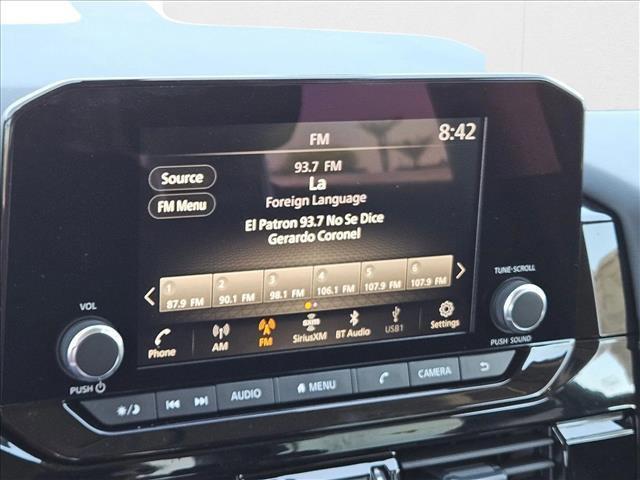 FM
8:42
93.7 FM
Source
La
Foreign Language
FM Menu
El Patron 93.7 No Se Dice
Gerardo Coronel
1 2 3 4 5 6
87.9 FM 90.1 FM 98.1 FM 106.1 FM 107.9 FM 107.9 FM
TUNE·SCROLL
VOL
Phone AM FM SiriusXM BT Audio USB1 Settings
PUSH
PUSH SOUND
AUDIO MENU CAMERA